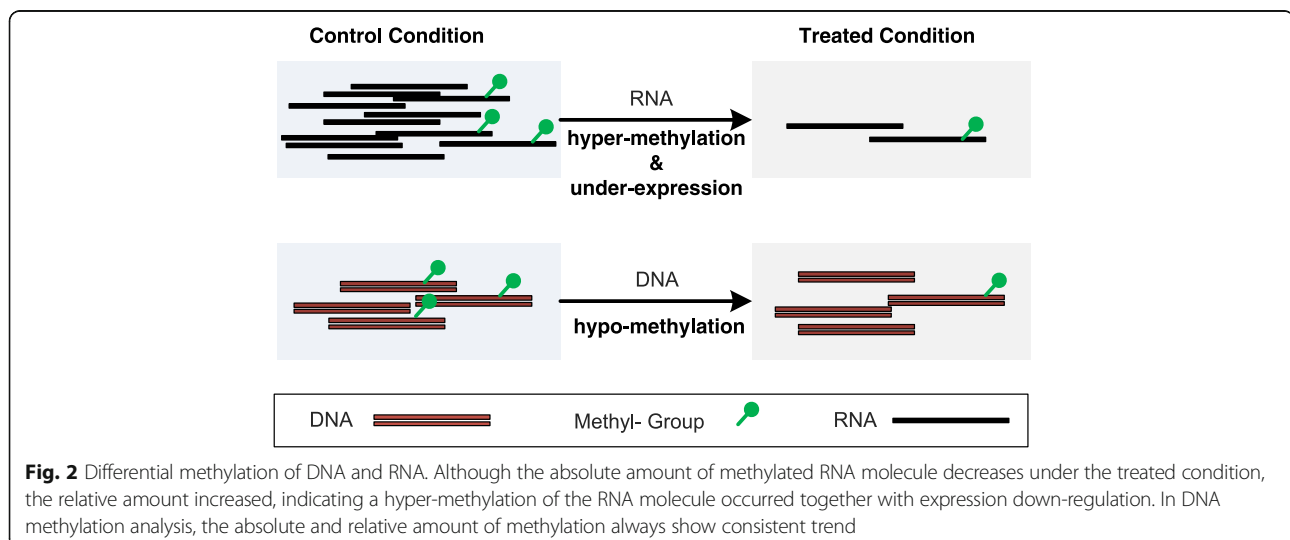 Control Condition
Treated Condition
RNA
hyper-methylation
&
under-expression
DNA
hypo-methylation
DNA
Methyl- Group
RNA
Fig. 2 Differential methylation of DNA and RNA. Although the absolute amount of methylated RNA molecule decreases under the treated condition,
the relative amount increased, indicating a hyper-methylation of the RNA molecule occurred together with expression down-regulation. In DNA
methylation analysis, the absolute and relative amount of methylation always show consistent trend